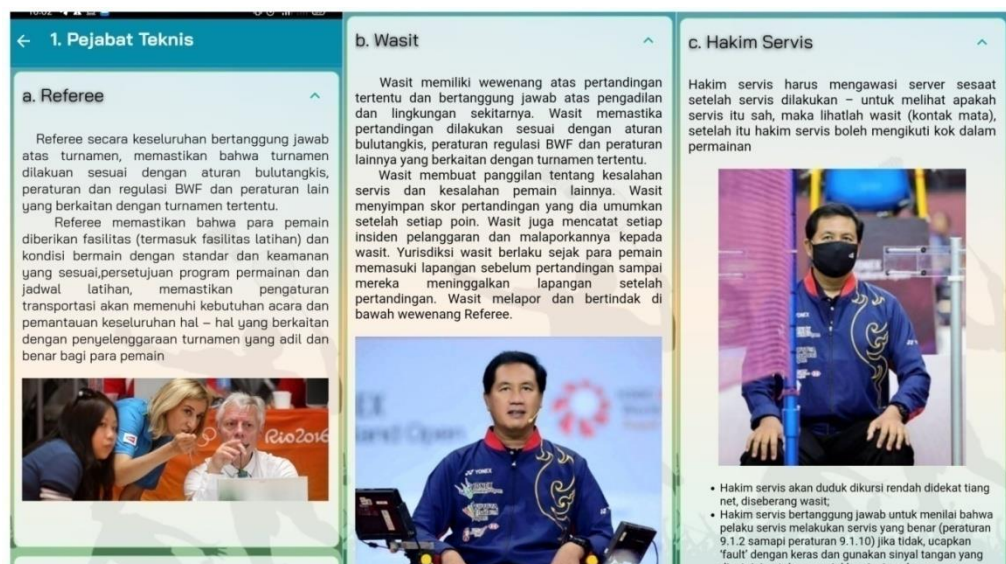 1. Pejabat Teknis
a. Referee
Referee secara keseluruhan bertanggung jawab
atas turnamen, memastikan bahwa turnamen
dilakuan sesuai dengan aturan bulutangkis,
peraturan dan regulasi BWF dan peraturan lain
yang berkaitan dengan turnamen tertentu.
Referee memastikan bahwa para pemain
diberikan fasilitas (termasuk fasilitas latihan) dan
kondisi bermain dengan standar dan keamanan
yang sesuai,persetujuan program permainan dan
jadwal latihan, memastikan pengaturan
transportasi akan memenuhi kebutuhan acara dan
pemantauan keseluruhan hal – hal yang berkaitan
dengan penyelenggaraan turnamen yang adil dan
benar bagi para pemain
Rio2016
b. Wasit
Wasit memiliki wewenang atas pertandingan
tertentu dan bertanggung jawab atas pengadilan
dan lingkungan sekitarnya. Wasit memastika
pertandingan dilakukan sesuai dengan aturan
bulutangkis, peraturan regulasi BWF dan peraturan
lainnya yang berkaitan dengan turnamen tertentu.
Wasit membuat panggilan tentang kesalahan
servis dan kesalahan pemain lainnya. Wasit
menyimpan skor pertandingan yang dia umumkan
setelah setiap poin. Wasit juga mencatat setiap
insiden pelanggaran dan malaporkannya kepada
wasit. Yurisdiksi wasit berlaku sejak para pemain
memasuki lapangan sebelum pertandingan sampai
mereka meninggalkan lapangan setelah
pertandingan. Wasit melapor dan bertindak di
bawah wewenang Referee.
YONEX
c. Hakim Servis
Hakim servis harus mengawasi server sesaat
setelah servis dilakukan – untuk melihat apakah
servis itu sah, maka lihatlah wasit (kontak mata),
setelah itu hakim servis boleh mengikuti kok dalam
permainan
• Hakim servis akan duduk dikursi rendah didekat tiang
net, diseberang wasit;
• Hakim servis bertanggung jawab untuk menilai bahwa
pelaku servis melakukan servis yang benar (peraturan
9.1.2 samapi peraturan 9.1.10) jika tidak, ucapkan
'fault' dengan keras dan gunakan sinyal tangan yang